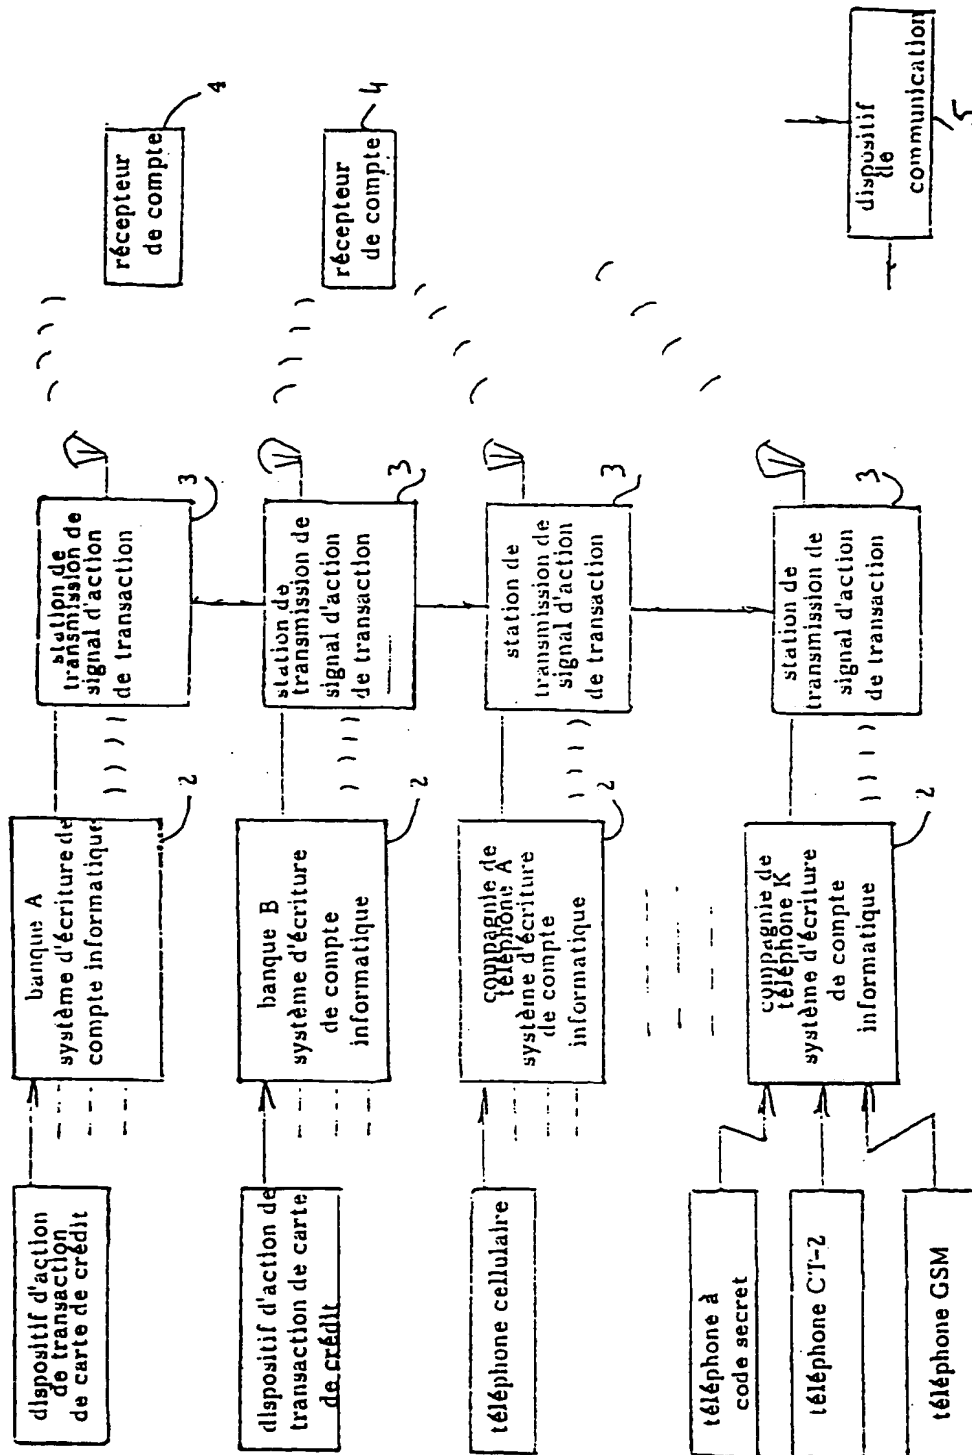 dispositif d'action
de transaction
de carte de crédit
banque A
système d'écriture de
compte informatique
2
station de
transmission de
signal d'action
de transaction
3
récepteur
de compte
4
dispositif d'action de
transaction de carte
de crédit
banque B
système d'écriture
de compte
informatique
2
station de
transmission de
signal d'action
de transaction
3
récepteur
de compte
4
téléphone cellulaire
compagnie de
téléphone A
système d'écriture
de compte
informatique
2
station de
transmission de
signal d'action
de transaction
3
téléphone à
code secret
téléphone CT-2
téléphone GSM
compagnie de
téléphone K
système d'écriture
de compte
informatique
2
station de
transmission de
signal d'action
de transaction
3
dispositif
de
communication
5